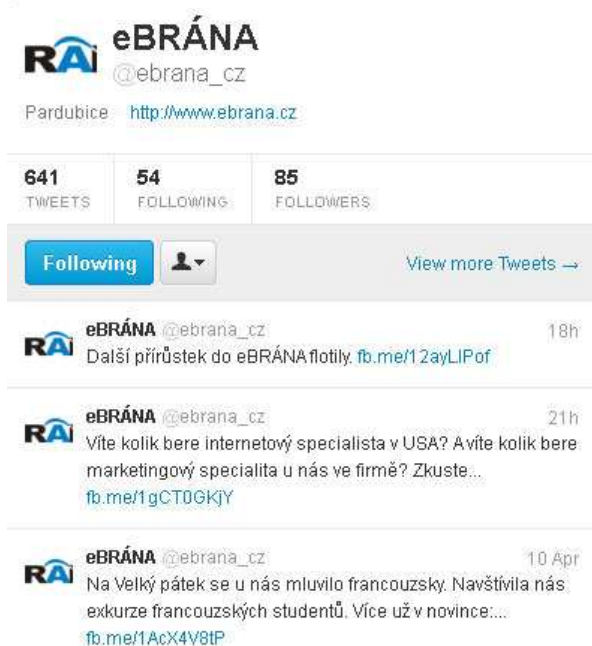 eBRÁNA
RAi
@ebrana_cz
Pardubice http://www.ebrana.cz
641 54 85
TWEETS FOLLOWING FOLLOWERS
Following View more Tweets →
eBRÁNA @ebrana_cz 18h
RAi
Další přírůstek do eBRÁNA flotily. fb.me/12ayLIPof
eBRÁNA @ebrana_cz 21h
RAi
Víte kolik bere internetový specialista v USA? A víte kolik bere
marketingový specialita u nás ve firmě? Zkuste...
fb.me/1gCT0GKjY
eBRÁNA @ebrana_cz 10 Apr
RAi
Na Velký pátek se u nás mluvilo francouzsky. Navštívila nás
exkurze francouzských studentů. Více už v novince:...
fb.me/1AcX4V8tP